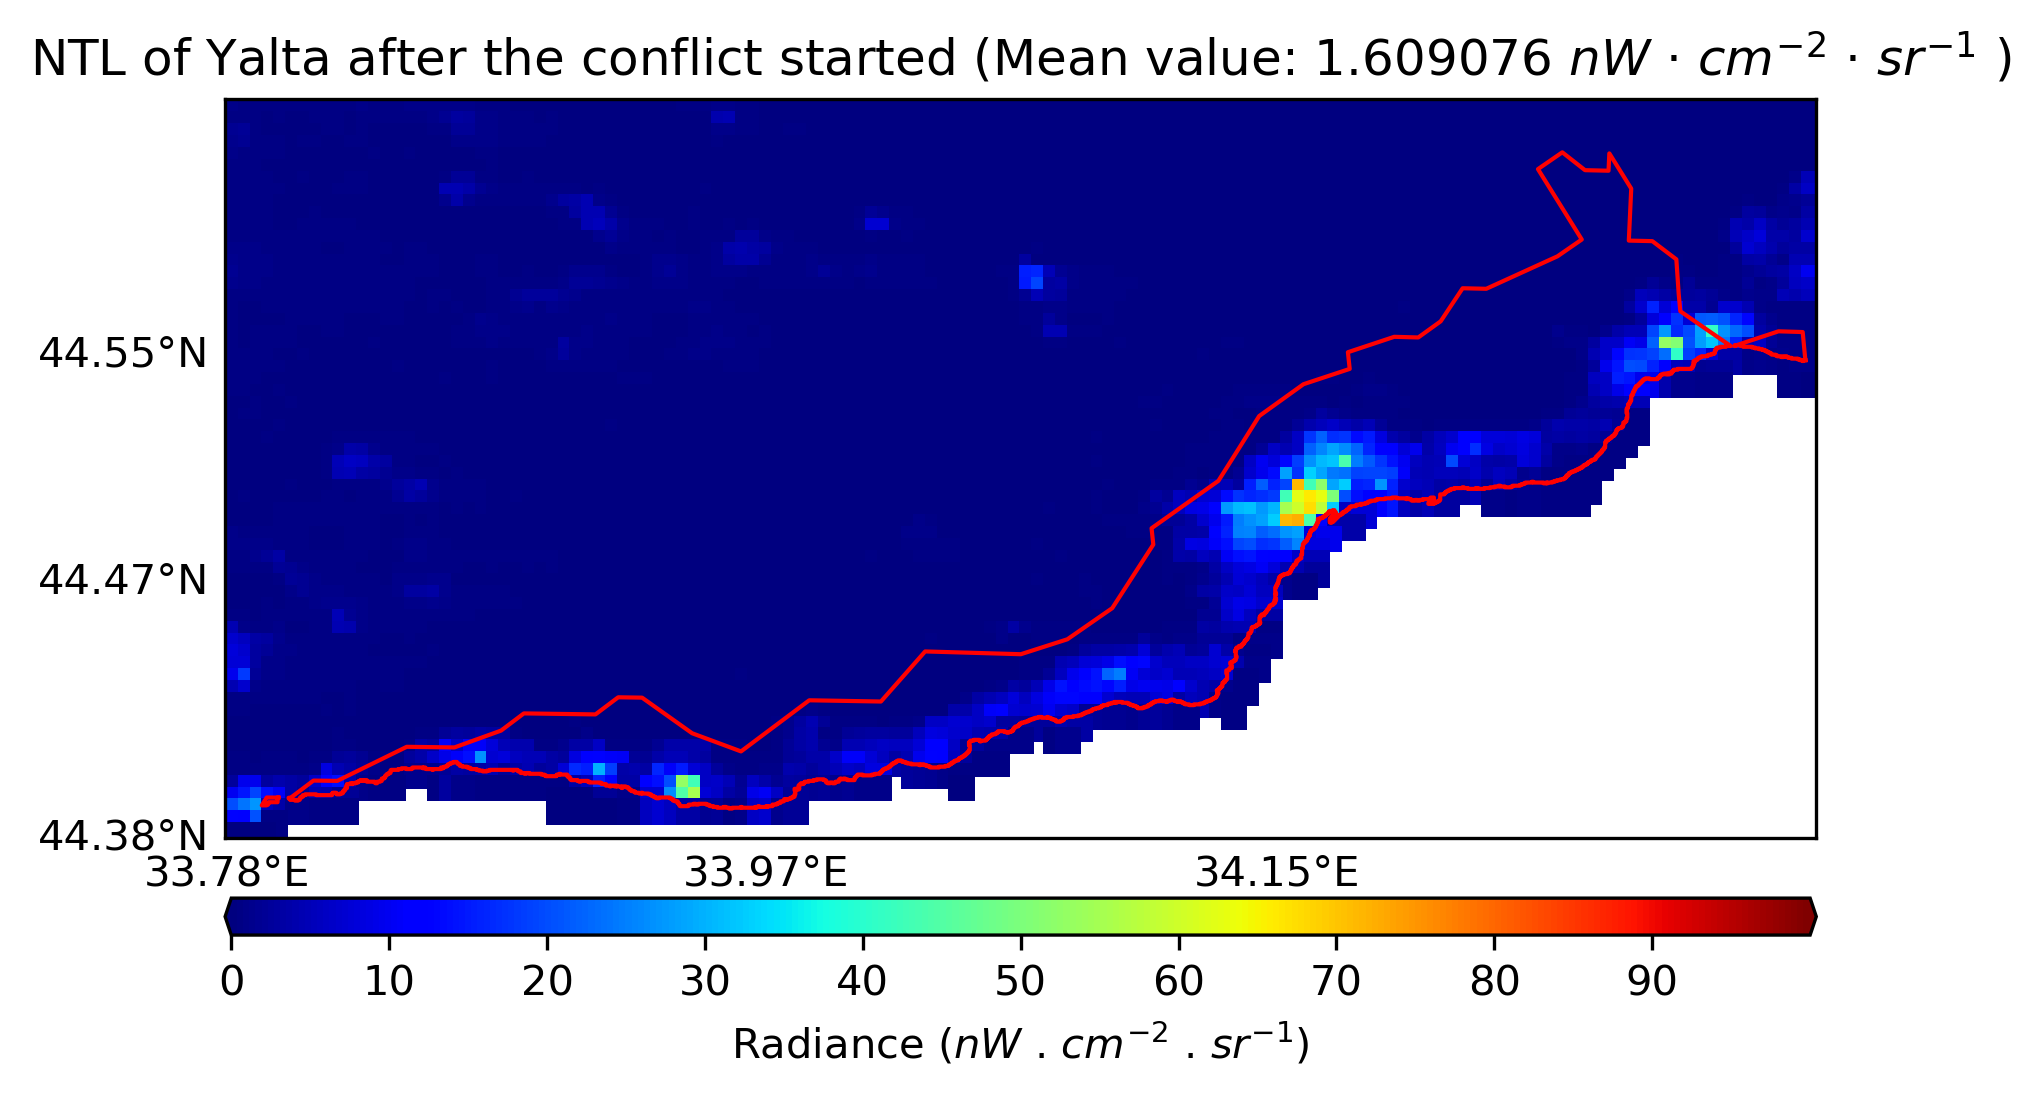 NTL of Yalta after the conflict started (Mean value: 1.609076 nW · cm⁻² · sr⁻¹ )
44.55°N
44.47°N
44.38°N
33.78°E 33.97°E 34.15°E
0 10 20 30 40 50 60 70 80 90
Radiance (nW . cm⁻² . sr⁻¹)